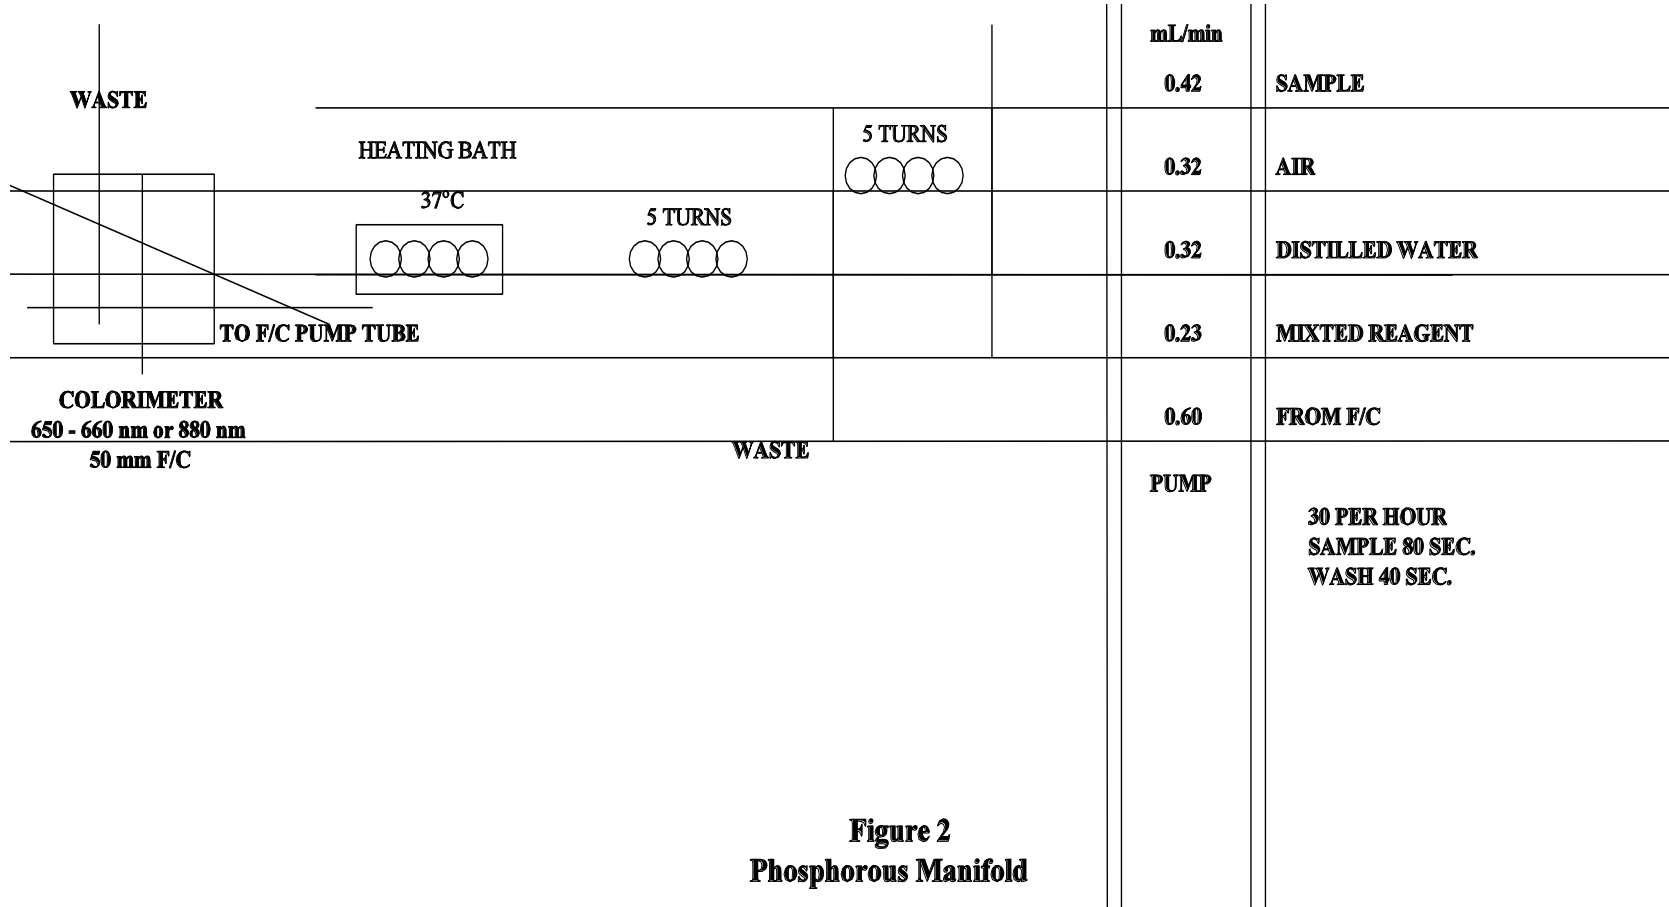 mL/min
WASTE
0.42 SAMPLE
5 TURNS
HEATING BATH
0.32 AIR
37°C
5 TURNS
0.32 DISTILLED WATER
TO F/C PUMP TUBE
0.23 MIXTED REAGENT
COLORIMETER
650 - 660 nm or 880 nm
50 mm F/C
0.60 FROM F/C
WASTE
PUMP
30 PER HOUR
SAMPLE 80 SEC.
WASH 40 SEC.
Figure 2
Phosphorous Manifold